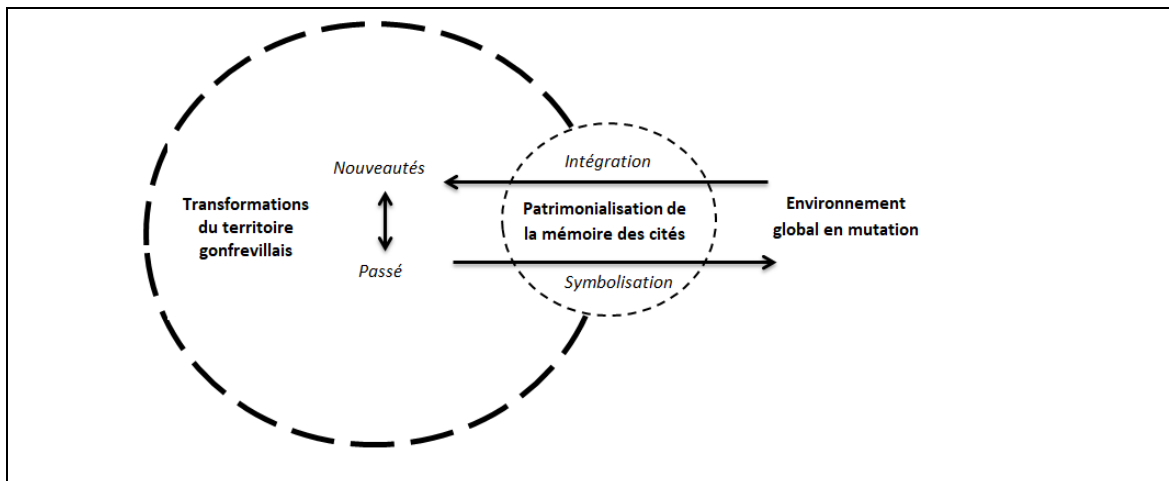 Intégration
Nouveautés
Transformations
du territoire
gonfrevillais
Patrimonialisation de
la mémoire des cités
Environnement
global en mutation
Passé
Symbolisation